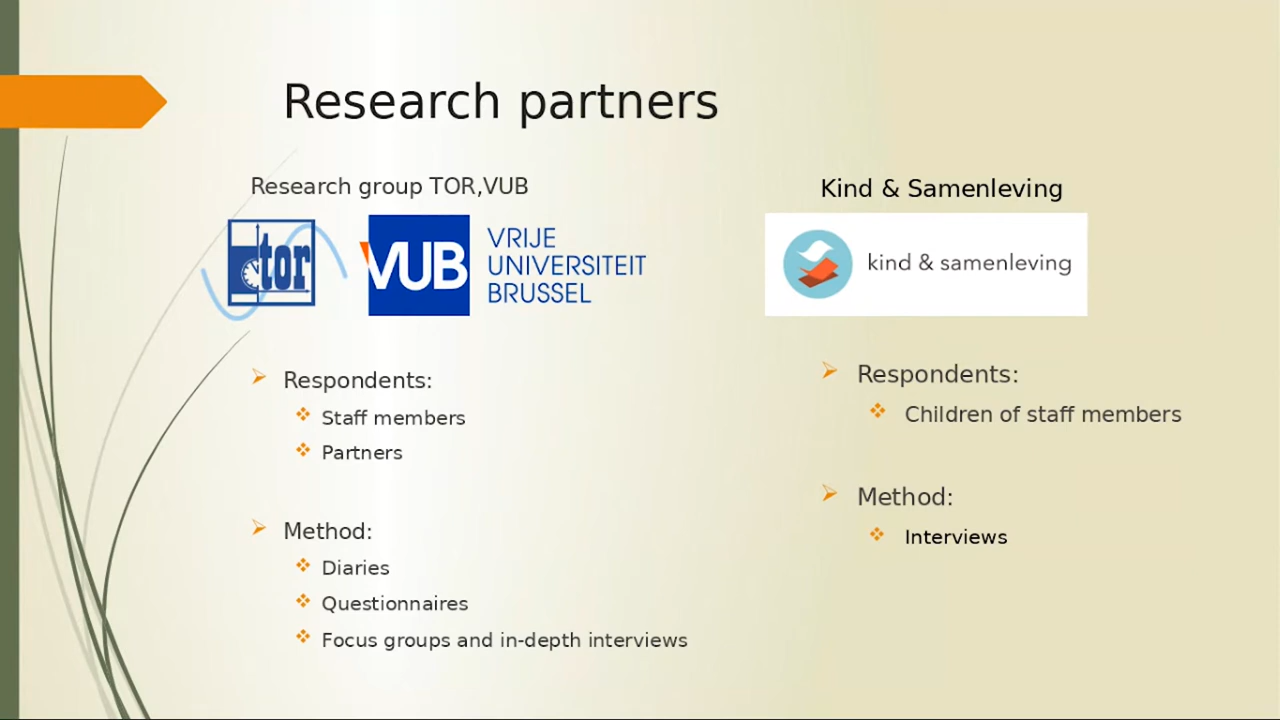 Research partners
Research group TOR,VUB
tor
VUB
VRIJE
UNIVERSITEIT
BRUSSEL
Respondents:
Staff members
Partners
Method:
Diaries
Questionnaires
Focus groups and in-depth interviews
Kind & Samenleving
kind & samenleving
Respondents:
Children of staff members
Method:
Interviews